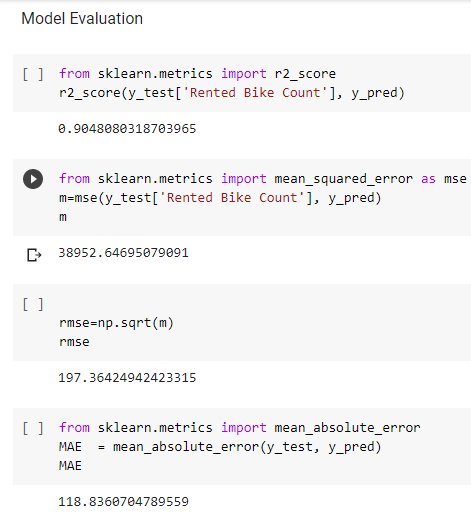 Model Evaluation
[ ] from sklearn.metrics import r2_score
r2_score(y_test['Rented Bike Count'], y_pred)
0.9048080318703965
from sklearn.metrics import mean_squared_error as mse
m=mse(y_test['Rented Bike Count'], y_pred)
m
38952.64695079091
[ ]
rmse=np.sqrt(m)
rmse
197.36424942423315
[ ] from sklearn.metrics import mean_absolute_error
MAE  = mean_absolute_error(y_test, y_pred)
MAE
118.8360704789559